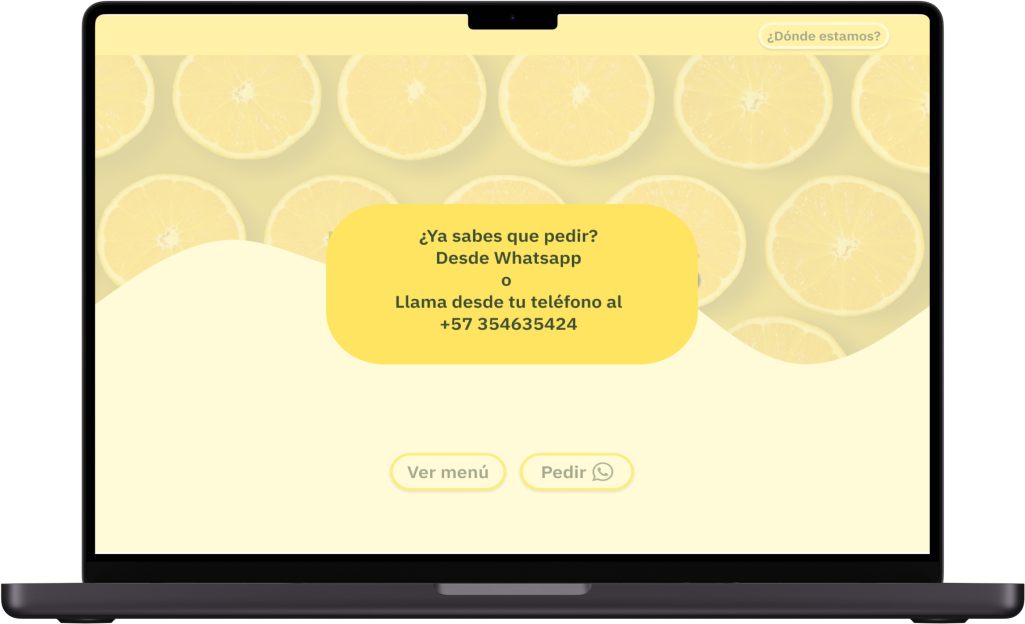 ¿Dónde estamos?
¿Ya sabes que pedir?
Desde Whatsapp
o
Llama desde tu teléfono al
+57 354635424
Ver menú
Pedir